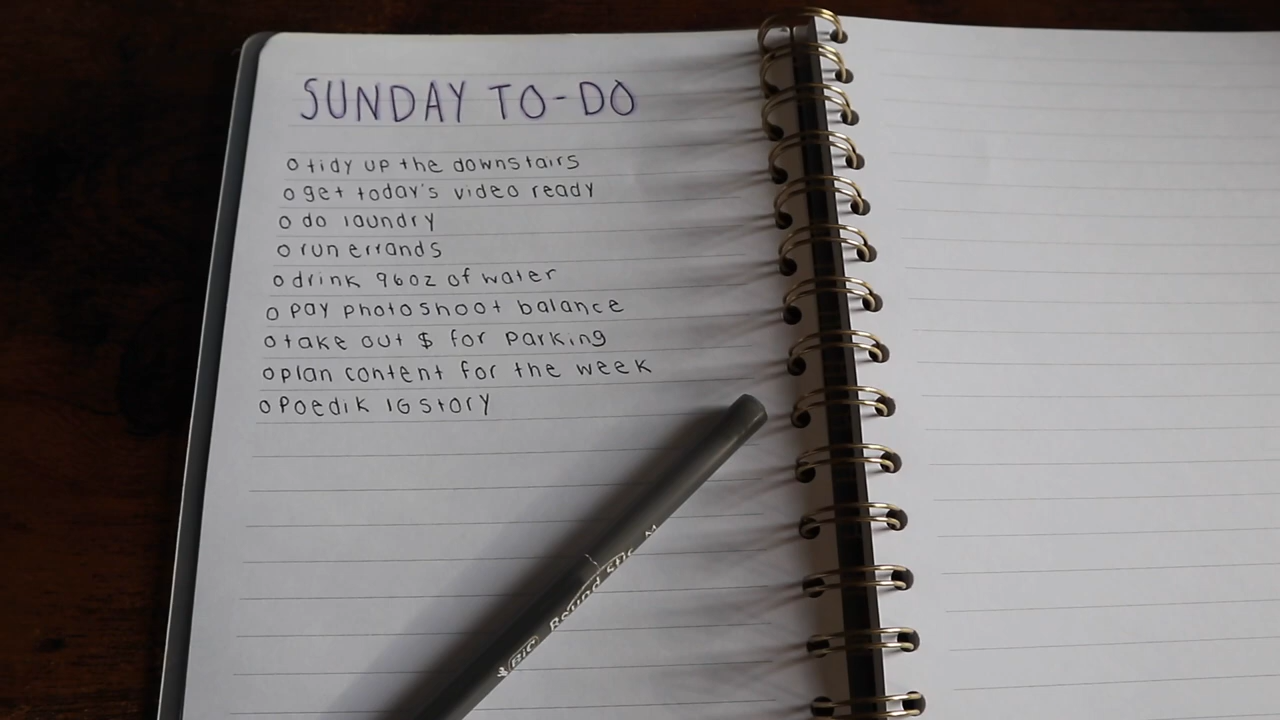 SUNDAY TO-DO
o tidy up the downstairs
o get today's video ready
o do laundry
o run errands
o drink 96oz of water
o pay photoshoot balance
o take out $ for parking
o plan content for the week
o Poedik IG story
BIC Round Stic M